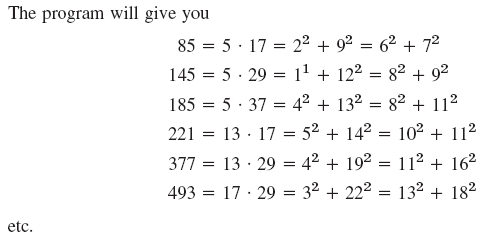 The program will give you
85 = 5 · 17 = 2² + 9² = 6² + 7²
145 = 5 · 29 = 1¹ + 12² = 8² + 9²
185 = 5 · 37 = 4² + 13² = 8² + 11²
221 = 13 · 17 = 5² + 14² = 10² + 11²
377 = 13 · 29 = 4² + 19² = 11² + 16²
493 = 17 · 29 = 3² + 22² = 13² + 18²
etc.